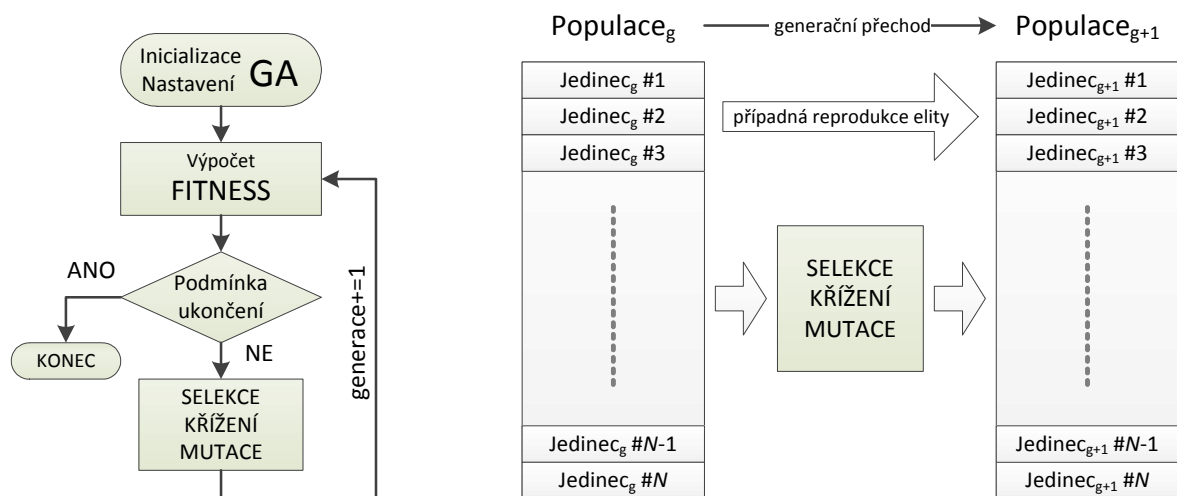 Inicializace
Nastavení GA
Výpočet
FITNESS
Podmínka
ukončení
ANO
KONEC
NE
SELEKCE
KŘÍŽENÍ
MUTACE
generace+=1
Populaceg generační přechod Populaceg+1
Jedinecg #1
Jedinecg #2
Jedinecg #3
Jedinecg #N-1
Jedinecg #N
případná reprodukce elity
SELEKCE
KŘÍŽENÍ
MUTACE
Jedinecg+1 #1
Jedinecg+1 #2
Jedinecg+1 #3
Jedinecg+1 #N-1
Jedinecg+1 #N